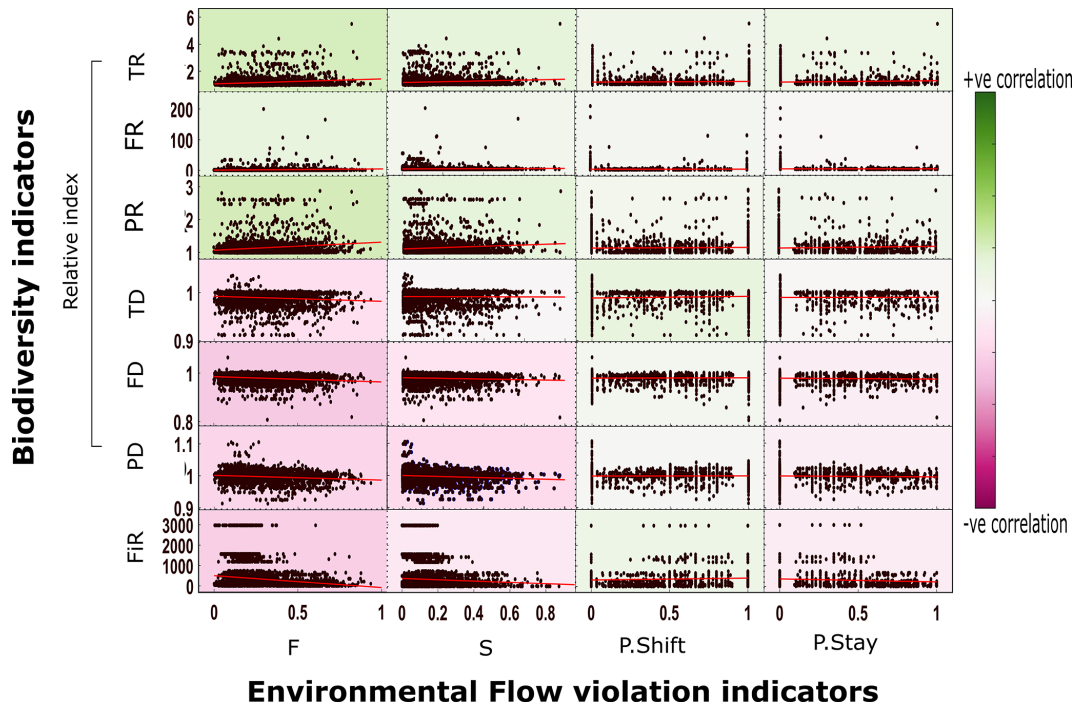 Biodiversity indicators
Relative index
TR
6
4
2
FR
200
100
0
PR
3
2
1
TD
1
0.9
FD
1
0.8
PD
1.1
1
0.9
FiR
3000
2000
1000
0
0 0.5 1
0 0.2 0.4 0.6 0.8
0 0.5 1
0 0.5 1
F S P.Shift P.Stay
Environmental Flow violation indicators
+ve correlation
-ve correlation